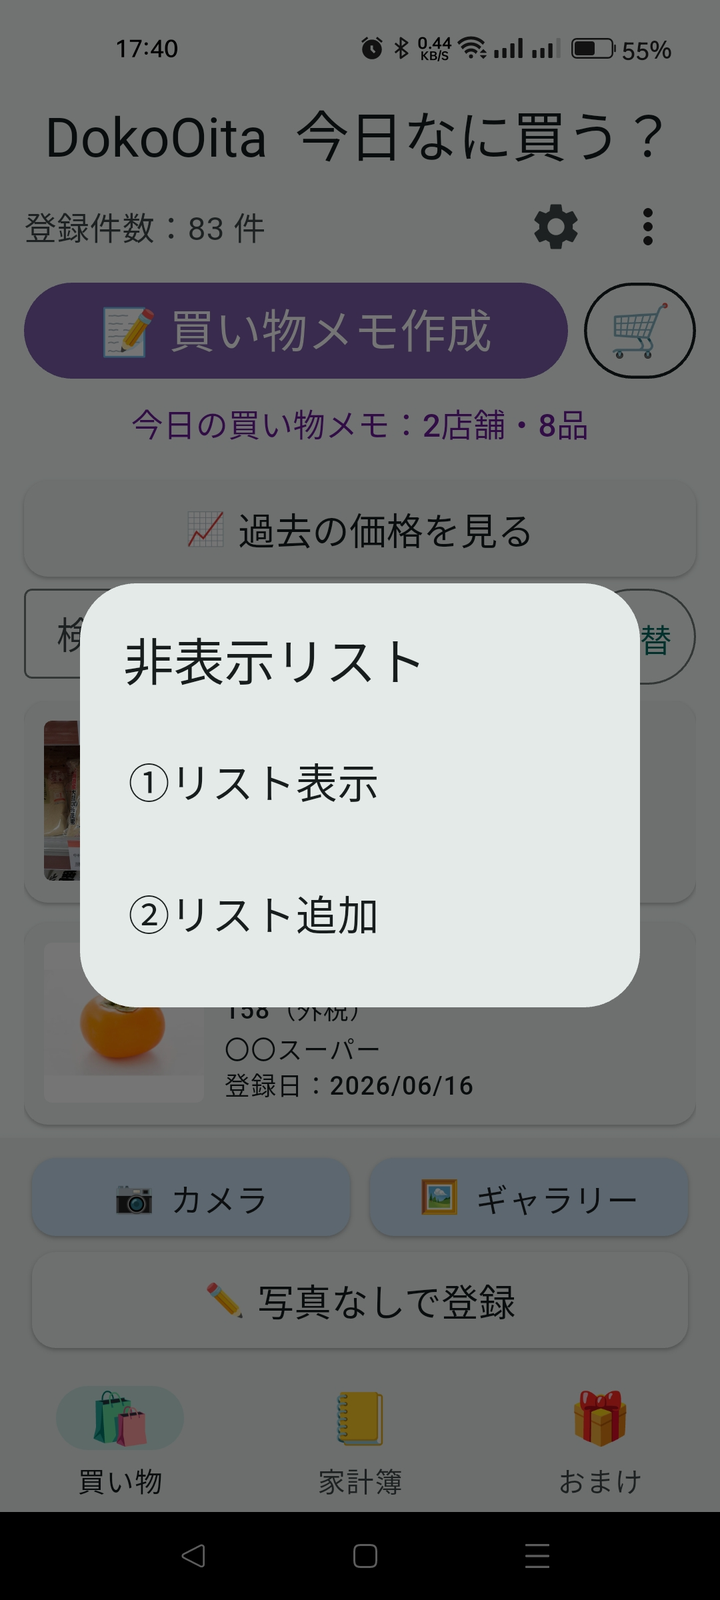 17:40
0.44 KB/S
55%
DokoOita 今日なに買う？
登録件数：83 件
買い物メモ作成
今日の買い物メモ：2店舗・8品
過去の価格を見る
検
替
非表示リスト
①リスト表示
②リスト追加
158（外税）
〇〇スーパー
登録日：2026/06/16
カメラ
ギャラリー
写真なしで登録
買い物
家計簿
おまけ